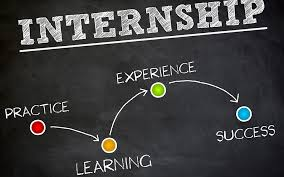 INTERNSHIP
EXPERIENCE
PRACTICE
SUCCESS
LEARNING